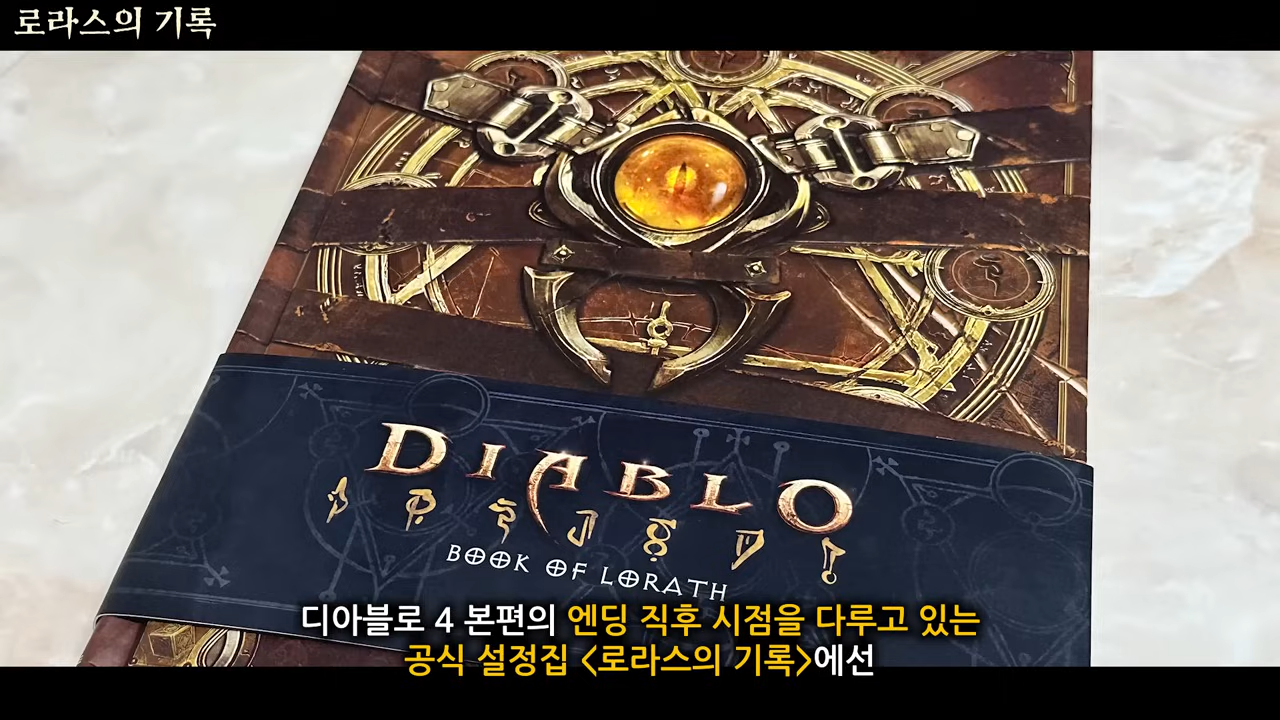 로라스의 기록
DIABLO
BOOK OF LORATH
디아블로 4 본편의 엔딩 직후 시점을 다루고 있는
공식 설정집 <로라스의 기록>에선